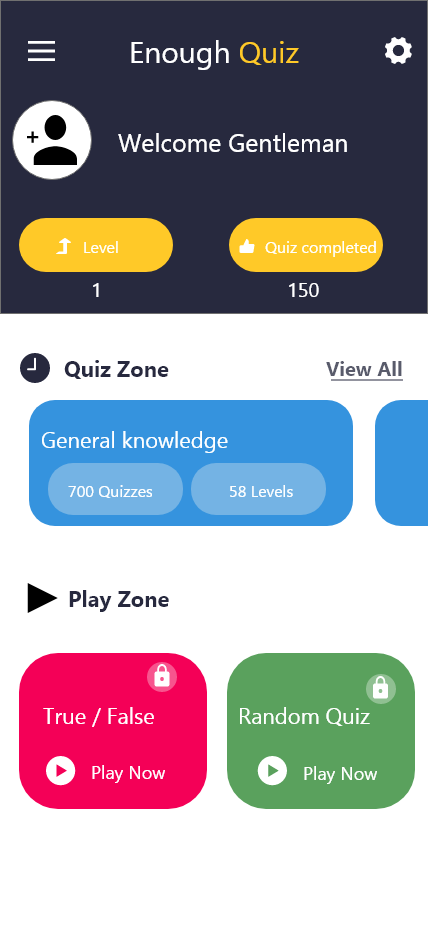 Enough Quiz
Welcome Gentleman
Level
Quiz completed
1
150
Quiz Zone
View All
General knowledge
700 Quizzes
58 Levels
Play Zone
True / False
Random Quiz
Play Now
Play Now